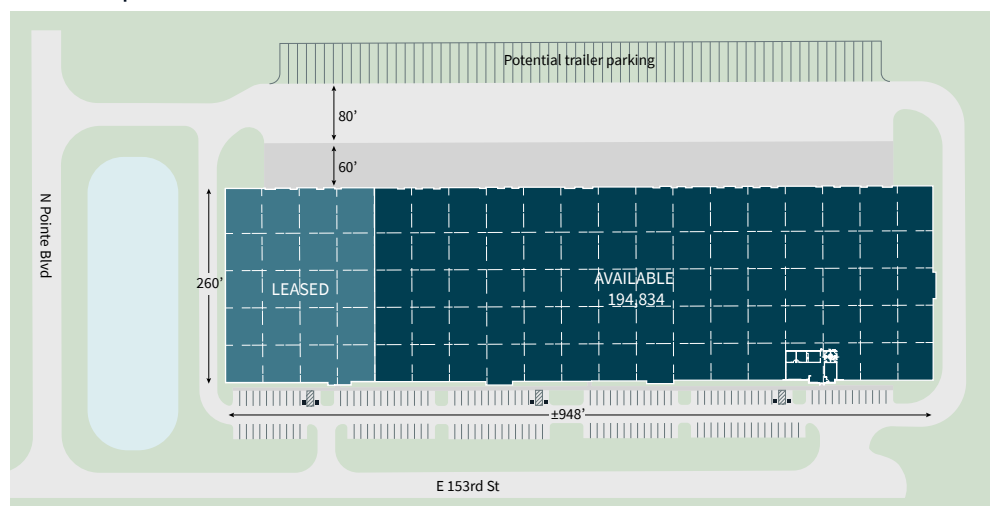 Potential trailer parking
80’
60’
N Pointe Blvd
260’
LEASED
AVAILABLE
194,834
±948’
E 153rd St